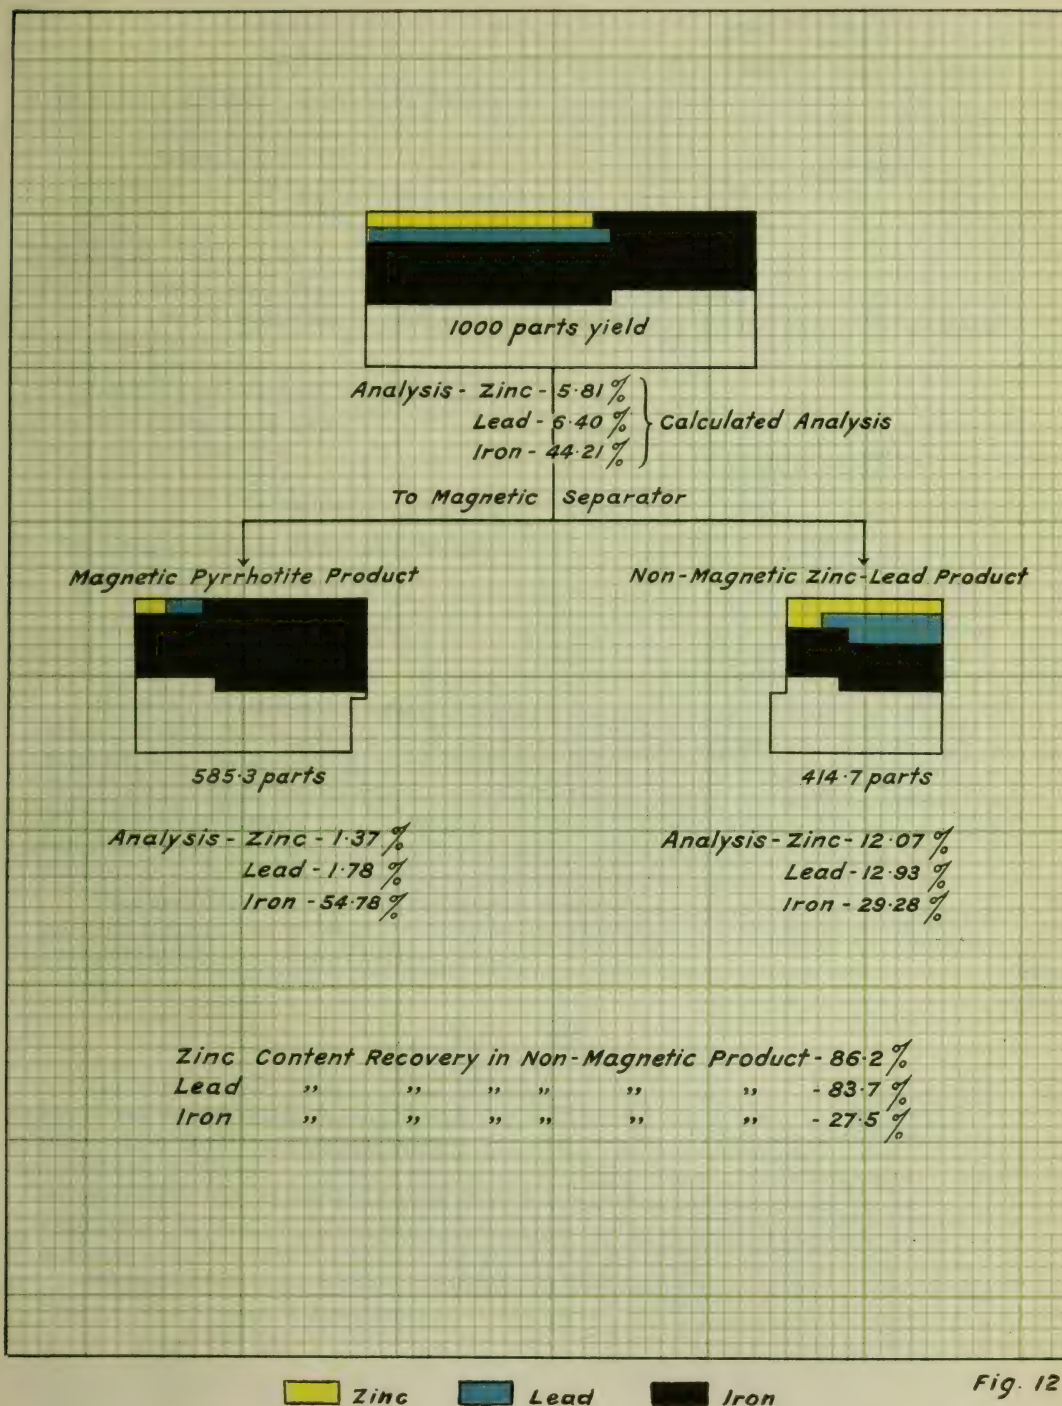 1000 parts yield
Analysis - Zinc - 5·81 %
Lead - 6·40 %
Iron - 44·21 %
Calculated Analysis
To Magnetic Separator
Magnetic Pyrrhotite Product
Non-Magnetic Zinc-Lead Product
585·3 parts
414·7 parts
Analysis - Zinc - 1·37 %
Lead - 1·78 %
Iron - 54·78 %
Analysis - Zinc - 12·07 %
Lead - 12·93 %
Iron - 29·28 %
Zinc Content Recovery in Non-Magnetic Product - 86·2 %
Lead ,, ,, ,, ,, ,, ,, - 83·7 %
Iron ,, ,, ,, ,, ,, ,, - 27·5 %
Zinc Lead Iron
Fig. 12